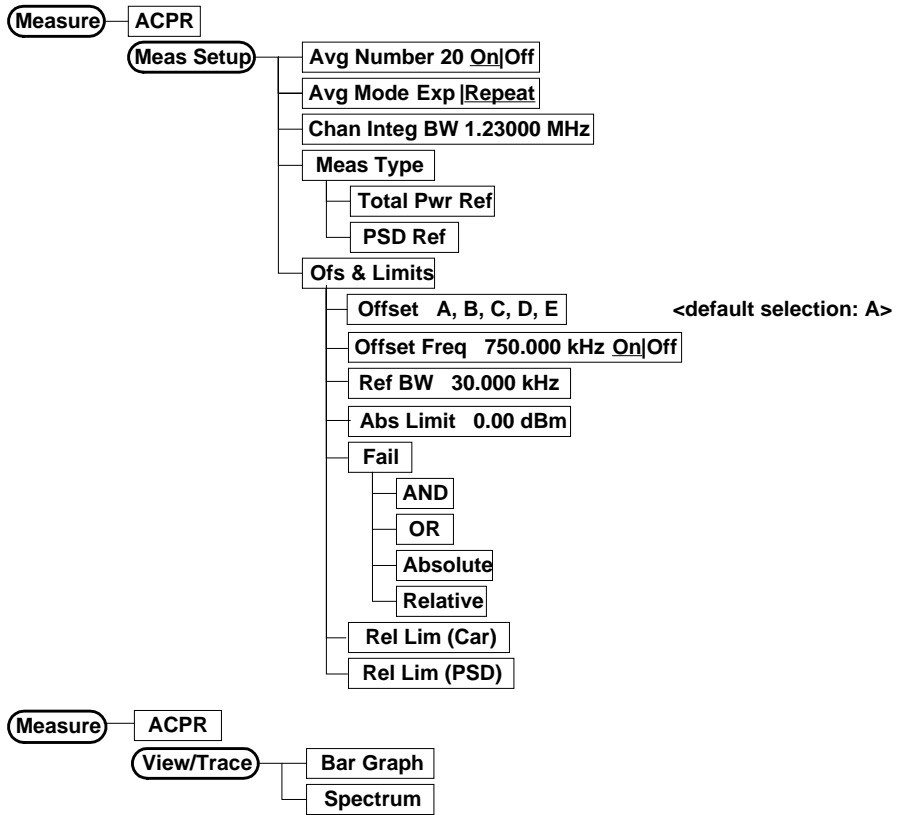 Measure ACPR
Meas Setup Avg Number 20 On|Off
Avg Mode Exp |Repeat
Chan Integ BW 1.23000 MHz
Meas Type
Total Pwr Ref
PSD Ref
Ofs & Limits
Offset A, B, C, D, E <default selection: A>
Offset Freq 750.000 kHz On|Off
Ref BW 30.000 kHz
Abs Limit 0.00 dBm
Fail
AND
OR
Absolute
Relative
Rel Lim (Car)
Rel Lim (PSD)
Measure ACPR
View/Trace Bar Graph
Spectrum